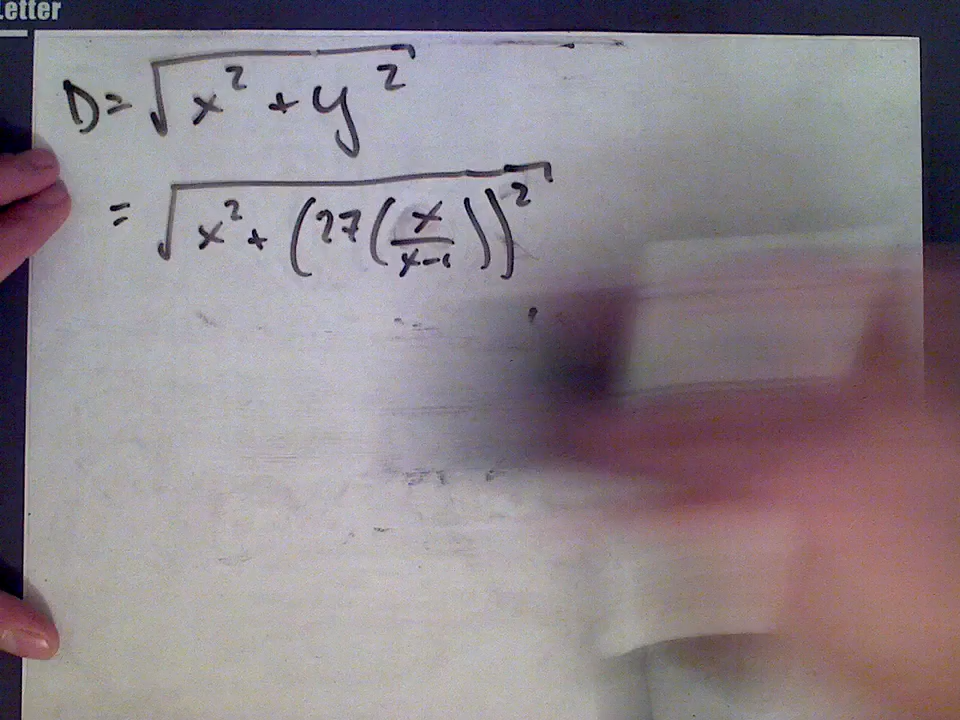 Letter
D = √(x² + y²)
= √(x² + (27(x/(x-1)))²)